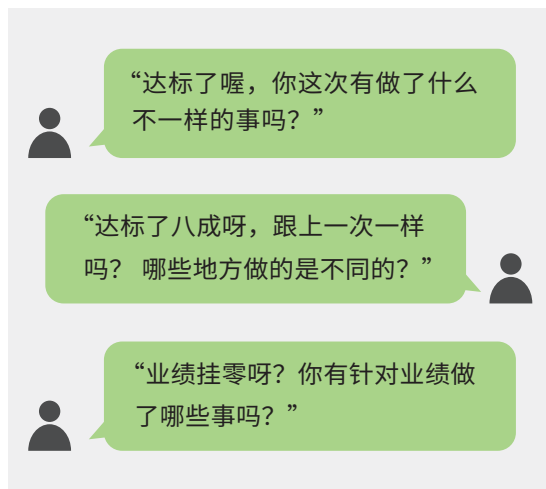 “达标了喔，你这次有做了什么
不一样的事吗？”
“达标了八成呀，跟上一次一样
吗？ 哪些地方做的是不同的？”
“业绩挂零呀？你有针对业绩做
了哪些事吗？”